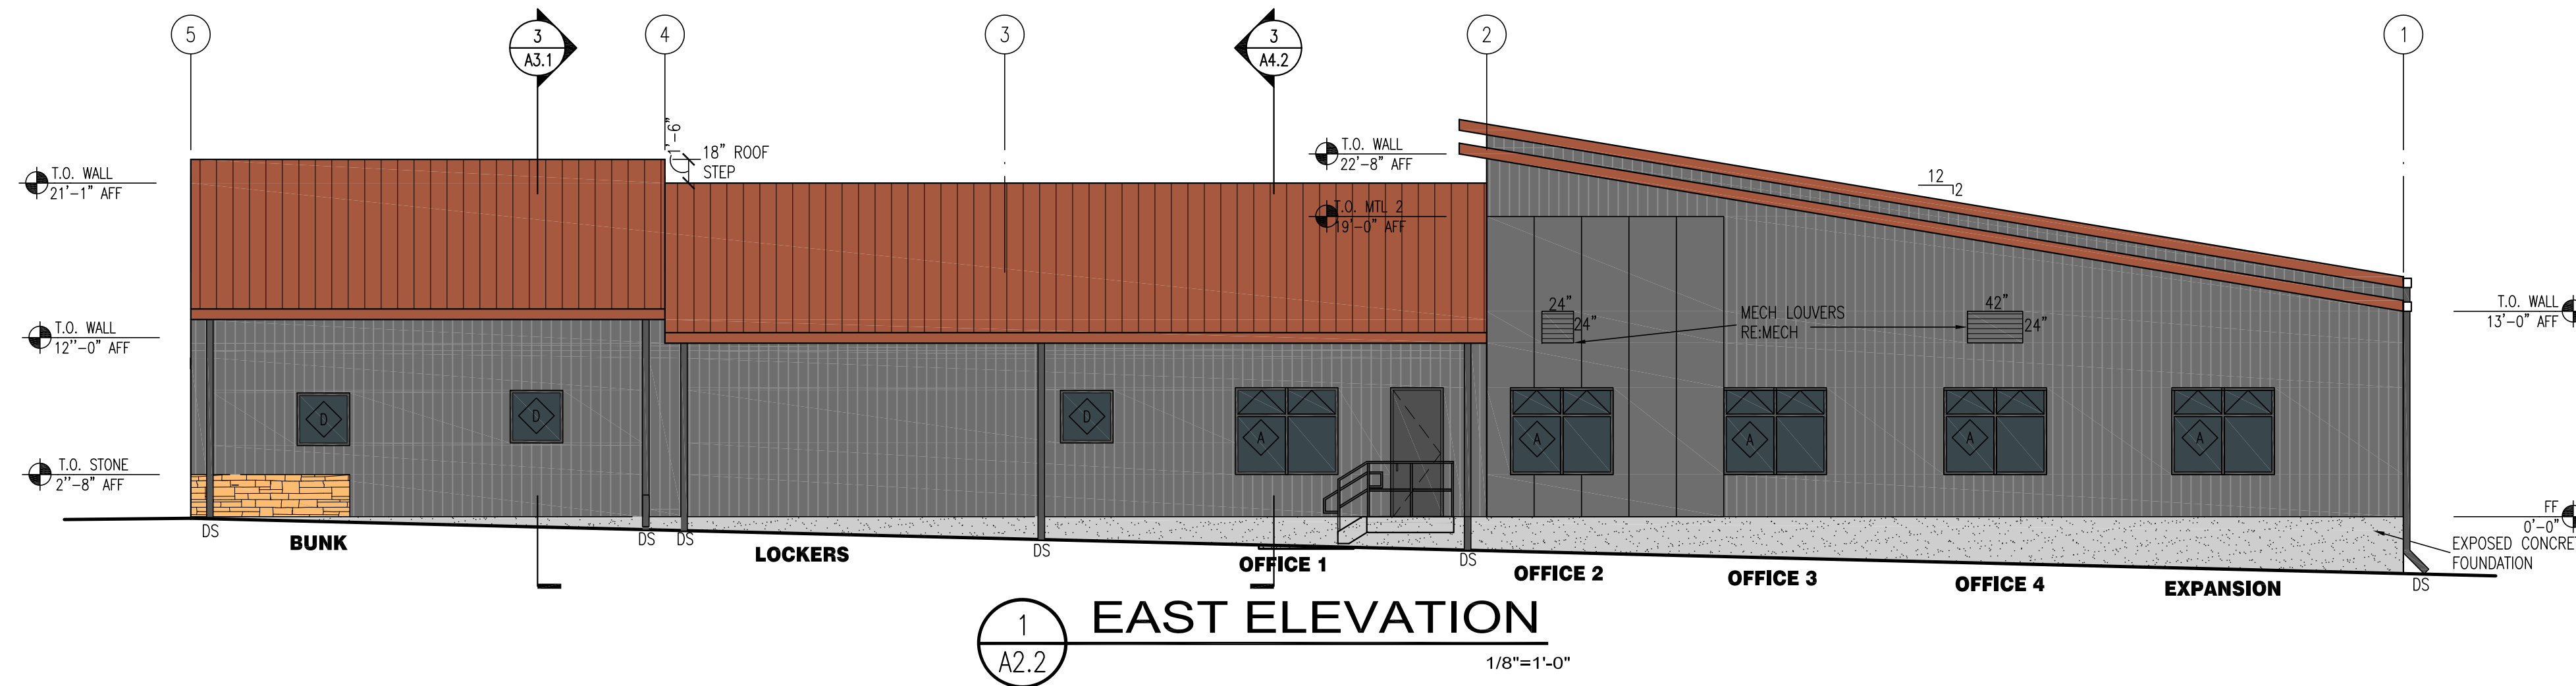 5
3
A3.1
4
3
3
A4.2
2
1
1'-6"
18" ROOF
STEP
T.O. WALL
21'-1" AFF
T.O. WALL
22'-8" AFF
T.O. MTL 2
19'-0" AFF
12
2
T.O. WALL
12''-0" AFF
24"
24"
MECH LOUVERS
RE:MECH
42"
24"
T.O. WALL
13'-0" AFF
D
D
D
A
A
A
A
A
T.O. STONE
2''-8" AFF
FF
0'-0"
EXPOSED CONCRE
FOUNDATION
DS
BUNK
DS
DS
LOCKERS
DS
OFFICE 1
DS
OFFICE 2
OFFICE 3
OFFICE 4
EXPANSION
DS
1
A2.2
EAST ELEVATION
1/8"=1'-0"